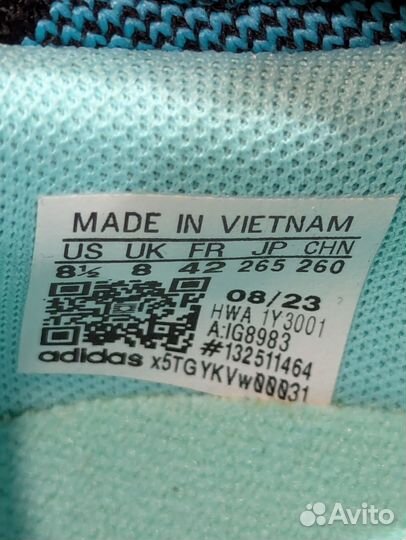 MADE IN VIETNAM
US UK FR JP CHN
8½ 8 42 265 260
08/23
HWA 1Y3001
A:IG8983
#132511464
adidas x5TGYKVw00031
Avito